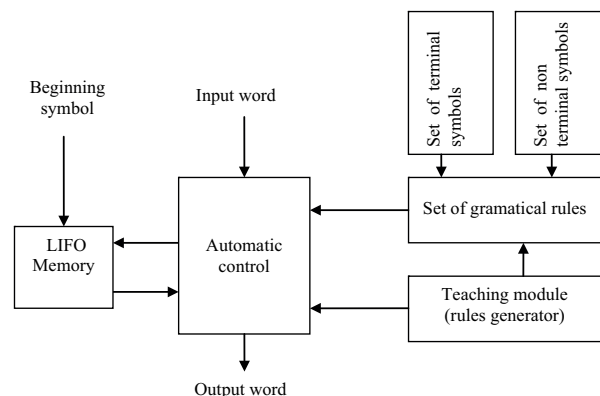 Beginning
symbol
Input word
Set of terminal
symbols
Set of non
terminal symbols
LIFO
Memory
Automatic
control
Set of gramatical rules
Teaching module
(rules generator)
Output word